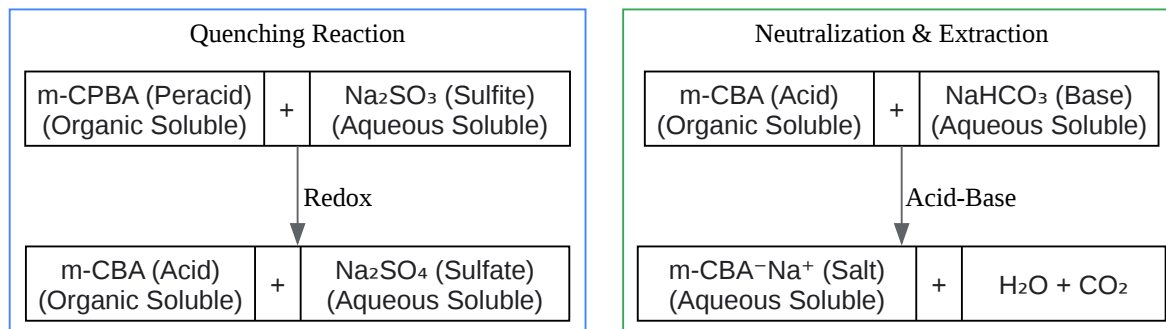 Quenching Reaction
m-CPBA (Peracid)
(Organic Soluble)
+
Na₂SO₃ (Sulfite)
(Aqueous Soluble)
Redox
m-CBA (Acid)
(Organic Soluble)
+
Na₂SO₄ (Sulfate)
(Aqueous Soluble)
Neutralization & Extraction
m-CBA (Acid)
(Organic Soluble)
+
NaHCO₃ (Base)
(Aqueous Soluble)
Acid-Base
m-CBA⁻Na⁺ (Salt)
(Aqueous Soluble)
+
H₂O + CO₂